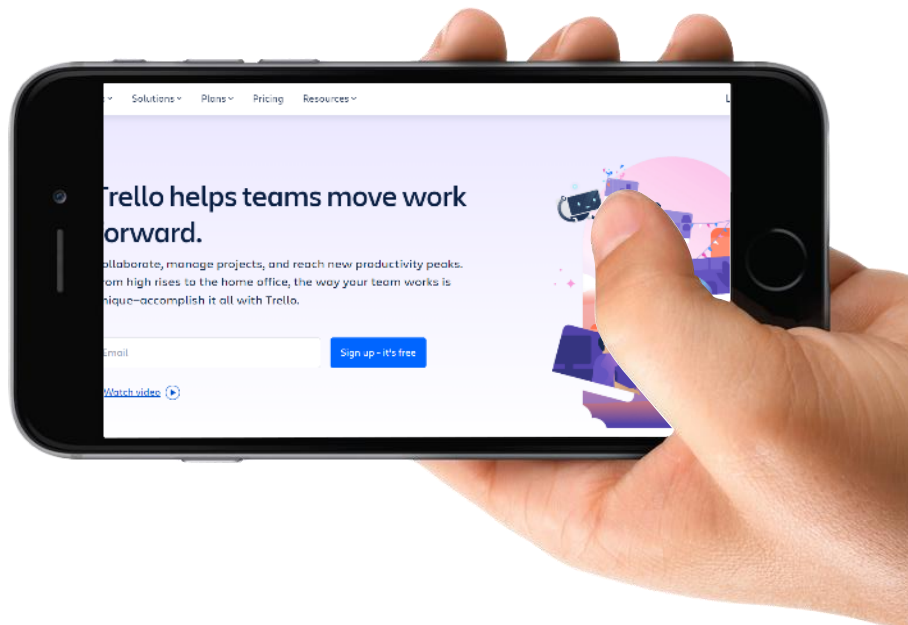 Solutions Plans Pricing Resources
Trello helps teams move work
orward.
ollaborate, manage projects, and reach new productivity peaks.
rom high rises to the home office, the way your team works is
nique–accomplish it all with Trello.
Email
Sign up - it's free
Watch video